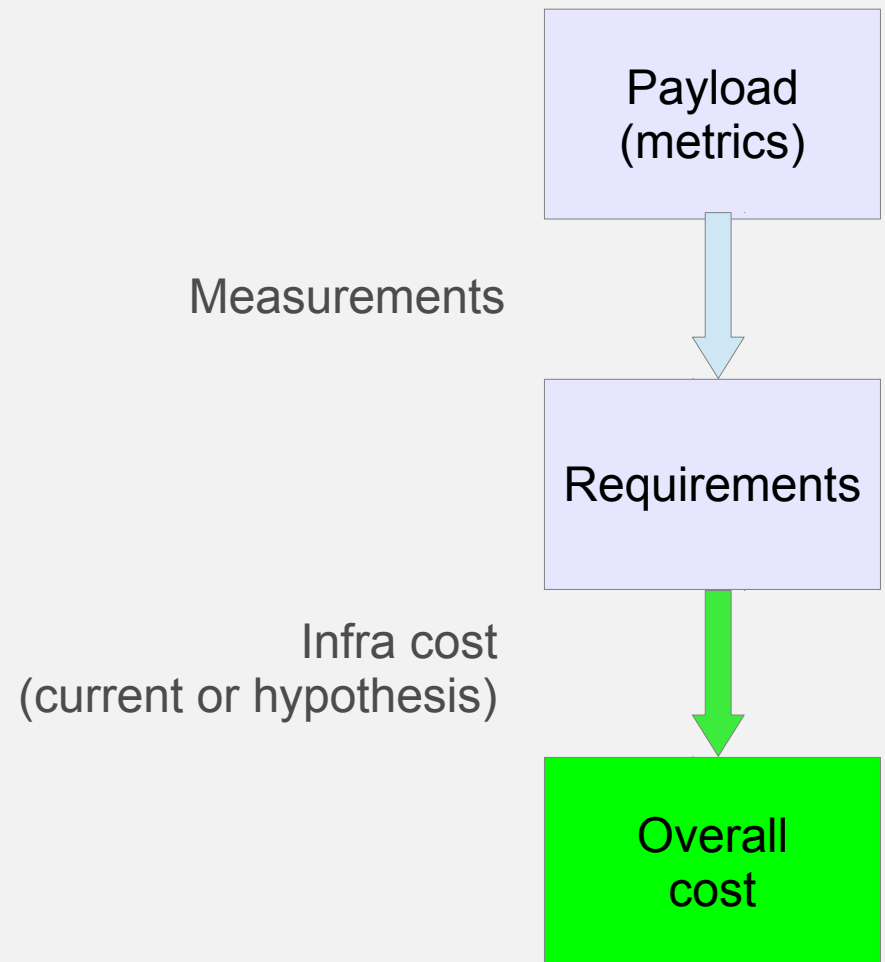 Payload
(metrics)
Measurements
Requirements
Infra cost
(current or hypothesis)
Overall
cost